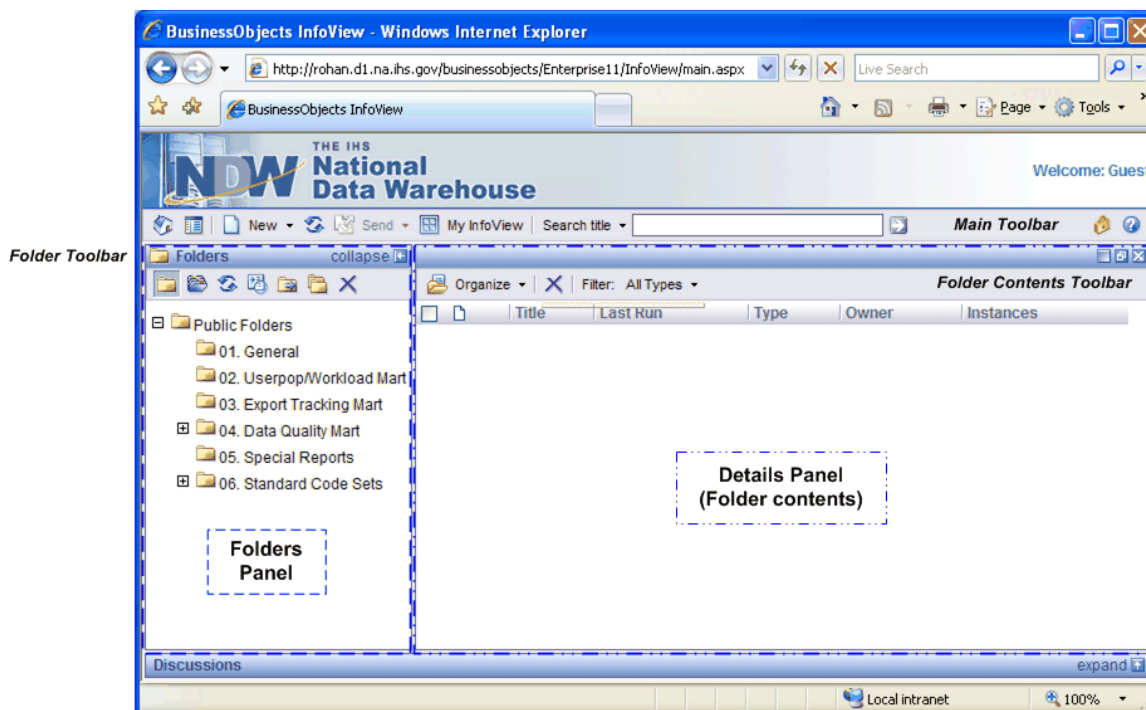 BusinessObjects InfoView - Windows Internet Explorer
http://rohan.d1.na.ihs.gov/businessobjects/Enterprise11/InfoView/main.aspx
Live Search
BusinessObjects InfoView
Page
Tools
THE IHS
NDW National
Data Warehouse
Welcome: Guest
New
Send
My InfoView
Search title
Main Toolbar
Folder Toolbar
Folders
collapse
Organize
Filter: All Types
Folder Contents Toolbar
Title
Last Run
Type
Owner
Instances
Public Folders
01. General
02. Userpop/Workload Mart
03. Export Tracking Mart
04. Data Quality Mart
05. Special Reports
06. Standard Code Sets
Details Panel
(Folder contents)
Folders
Panel
Discussions
expand
Local intranet
100%